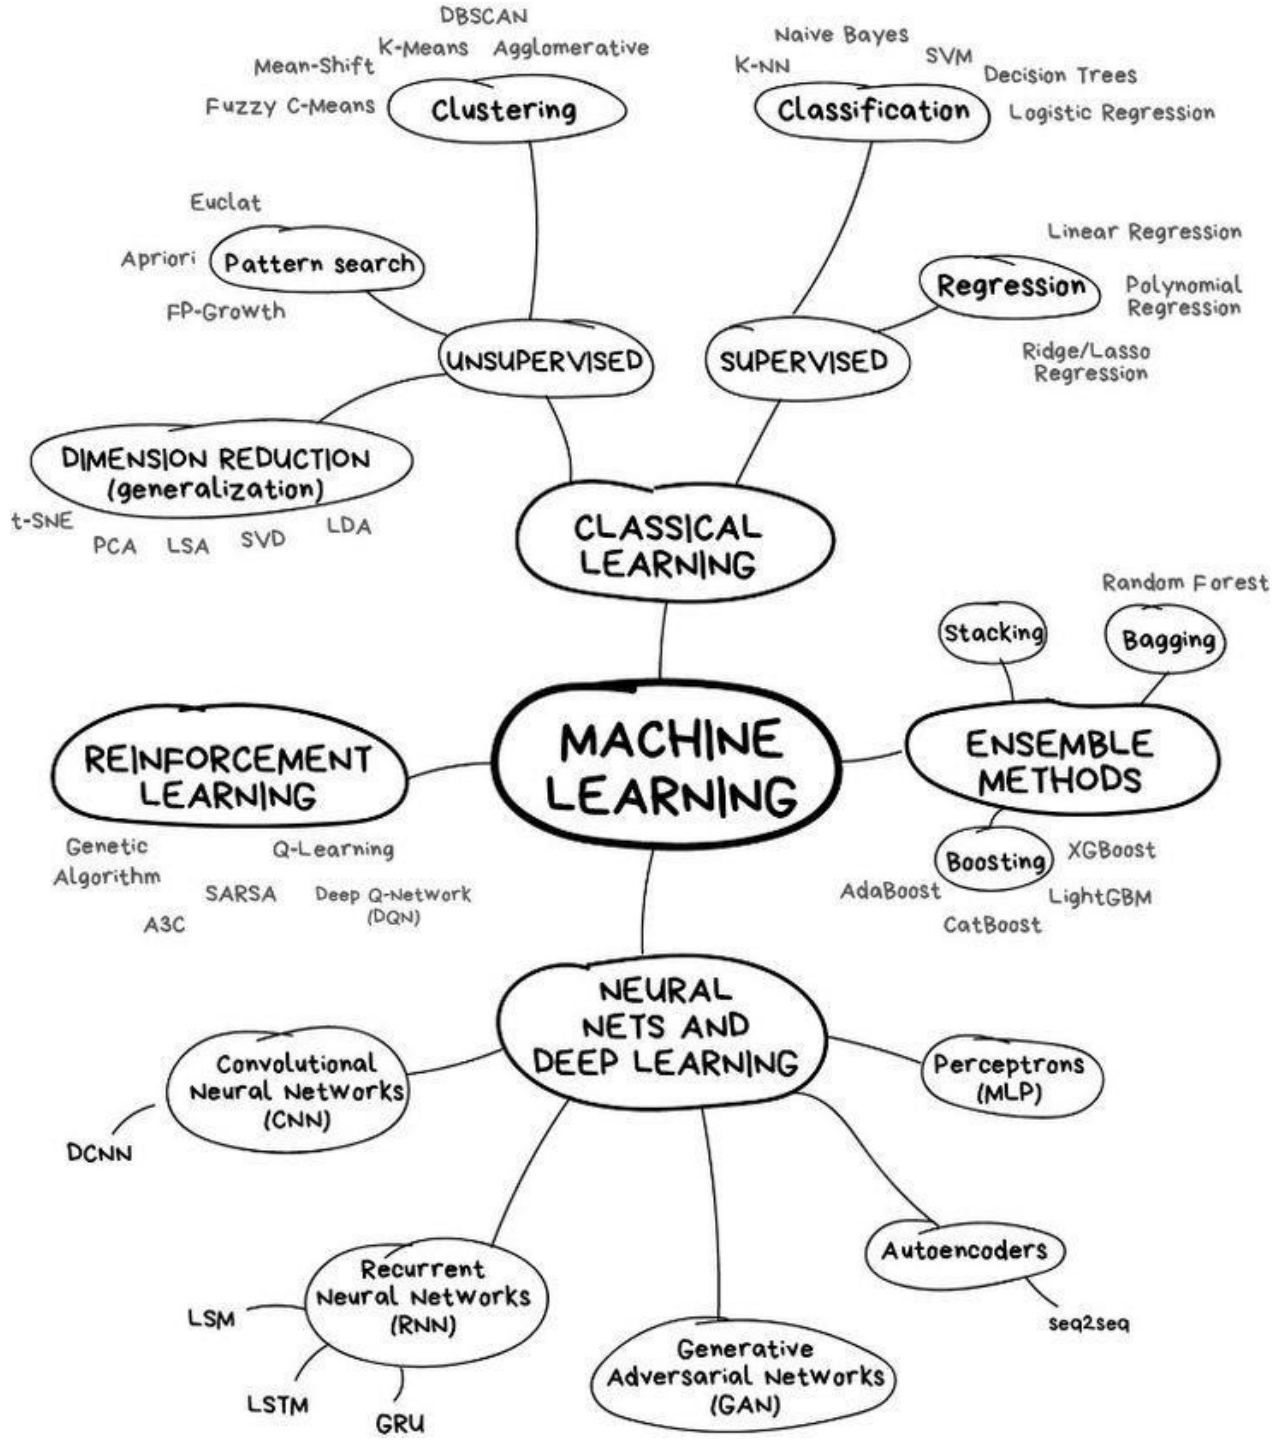 DBSCAN
K-Means
Agglomerative
Mean-Shift
Fuzzy C-Means
Clustering
Naive Bayes
K-NN
SVM
Decision Trees
Classification
Logistic Regression
Euclat
Apriori
Pattern search
FP-Growth
Linear Regression
Regression
Polynomial
Regression
Ridge/Lasso
Regression
UNSUPERVISED
SUPERVISED
DIMENSION REDUCTION
(generalization)
t-SNE
PCA
LSA
SVD
LDA
CLASSICAL
LEARNING
Random Forest
Stacking
Bagging
MACHINE
LEARNING
REINFORCEMENT
LEARNING
ENSEMBLE
METHODS
Genetic
Algorithm
Q-Learning
SARSA
Deep Q-Network
(DQN)
A3C
Boosting
XGBoost
AdaBoost
LightGBM
CatBoost
NEURAL
NETS AND
DEEP LEARNING
Convolutional
Neural Networks
(CNN)
DCNN
Perceptrons
(MLP)
Autoencoders
seq2seq
Recurrent
Neural Networks
(RNN)
LSM
LSTM
GRU
Generative
Adversarial Networks
(GAN)